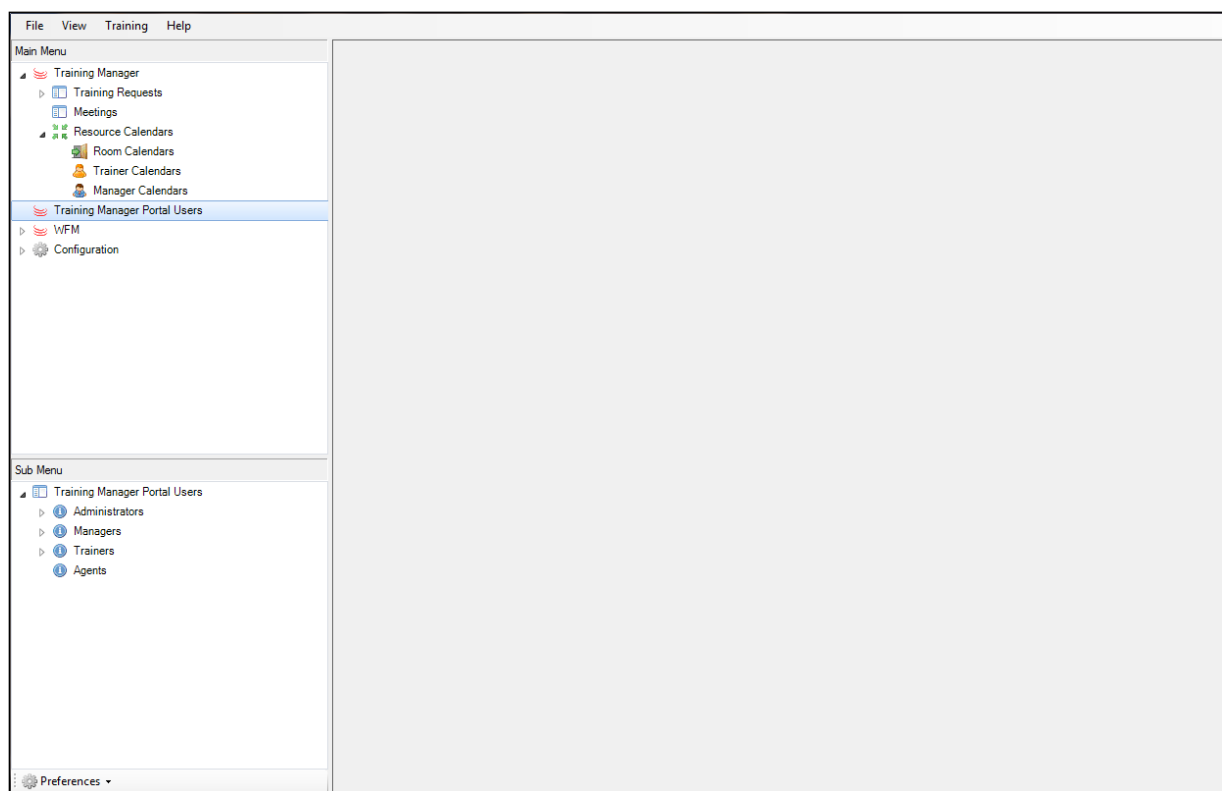 File View Training Help
Main Menu
Training Manager
Training Requests
Meetings
Resource Calendars
Room Calendars
Trainer Calendars
Manager Calendars
Training Manager Portal Users
WFM
Configuration
Sub Menu
Training Manager Portal Users
Administrators
Managers
Trainers
Agents
Preferences